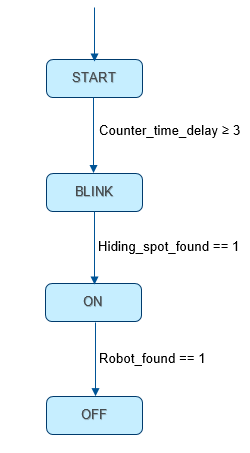 START
Counter_time_delay ≥ 3
BLINK
Hiding_spot_found == 1
ON
Robot_found == 1
OFF